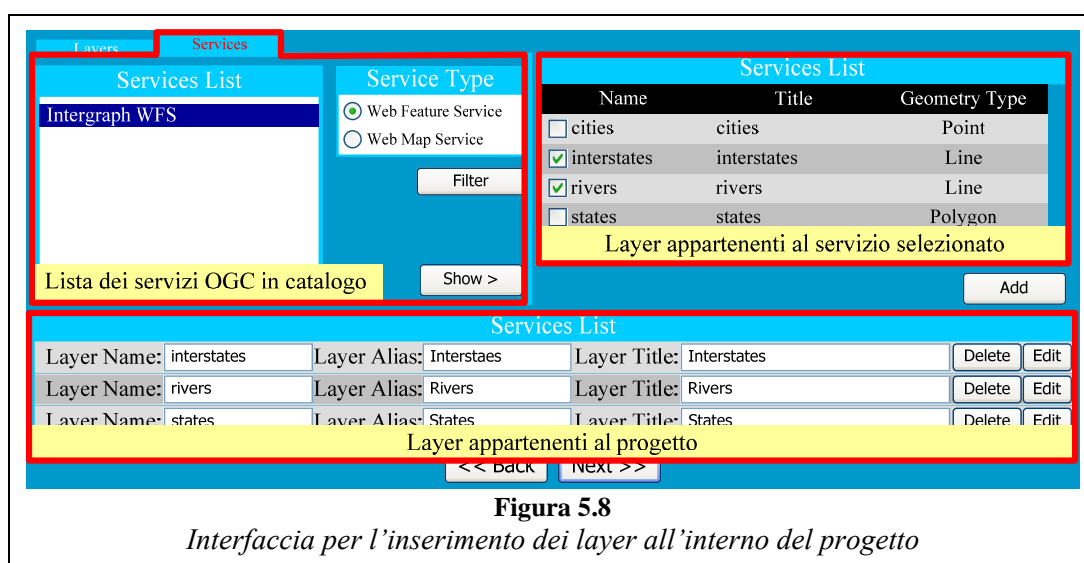 Layers Services
Services List
Intergraph WFS
Service Type
Web Feature Service
Web Map Service
Filter
Show >
Lista dei servizi OGC in catalogo
Services List
Name Title Geometry Type
cities cities Point
interstates interstates Line
rivers rivers Line
states states Polygon
Layer appartenenti al servizio selezionato
Add
Services List
Layer Name: interstates Layer Alias: Interstaes Layer Title: Interstates Delete Edit
Layer Name: rivers Layer Alias: Rivers Layer Title: Rivers Delete Edit
Layer Name: states Layer Alias: States Layer Title: States Delete Edit
Layer appartenenti al progetto
<< Back Next >>
Figura 5.8
Interfaccia per l’inserimento dei layer all’interno del progetto